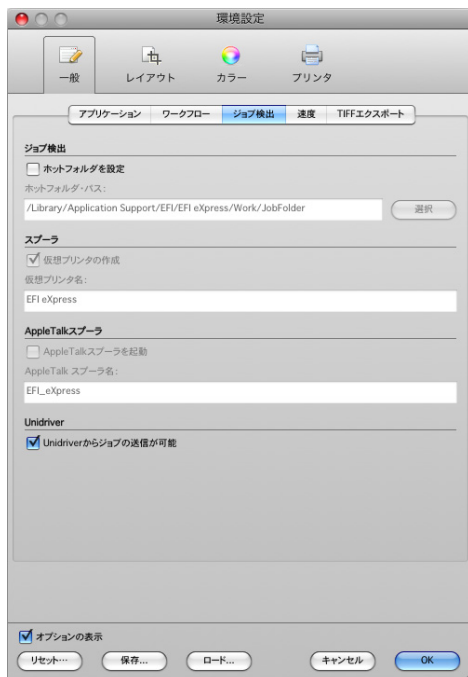 環境設定
一般 レイアウト カラー プリンタ
アプリケーション ワークフロー ジョブ検出 速度 TIFFエクスポート
ジョブ検出
ホットフォルダを設定
ホットフォルダ・パス:
/Library/Application Support/EFI/EFI eXpress/Work/JobFolder 選択
スプーラ
仮想プリンタの作成
仮想プリンタ名:
EFI eXpress
AppleTalkスプーラ
AppleTalkスプーラを起動
AppleTalk スプーラ名:
EFI_eXpress
Unidriver
Unidriverからジョブの送信が可能
オプションの表示
リセット… 保存... ロード... キャンセル OK